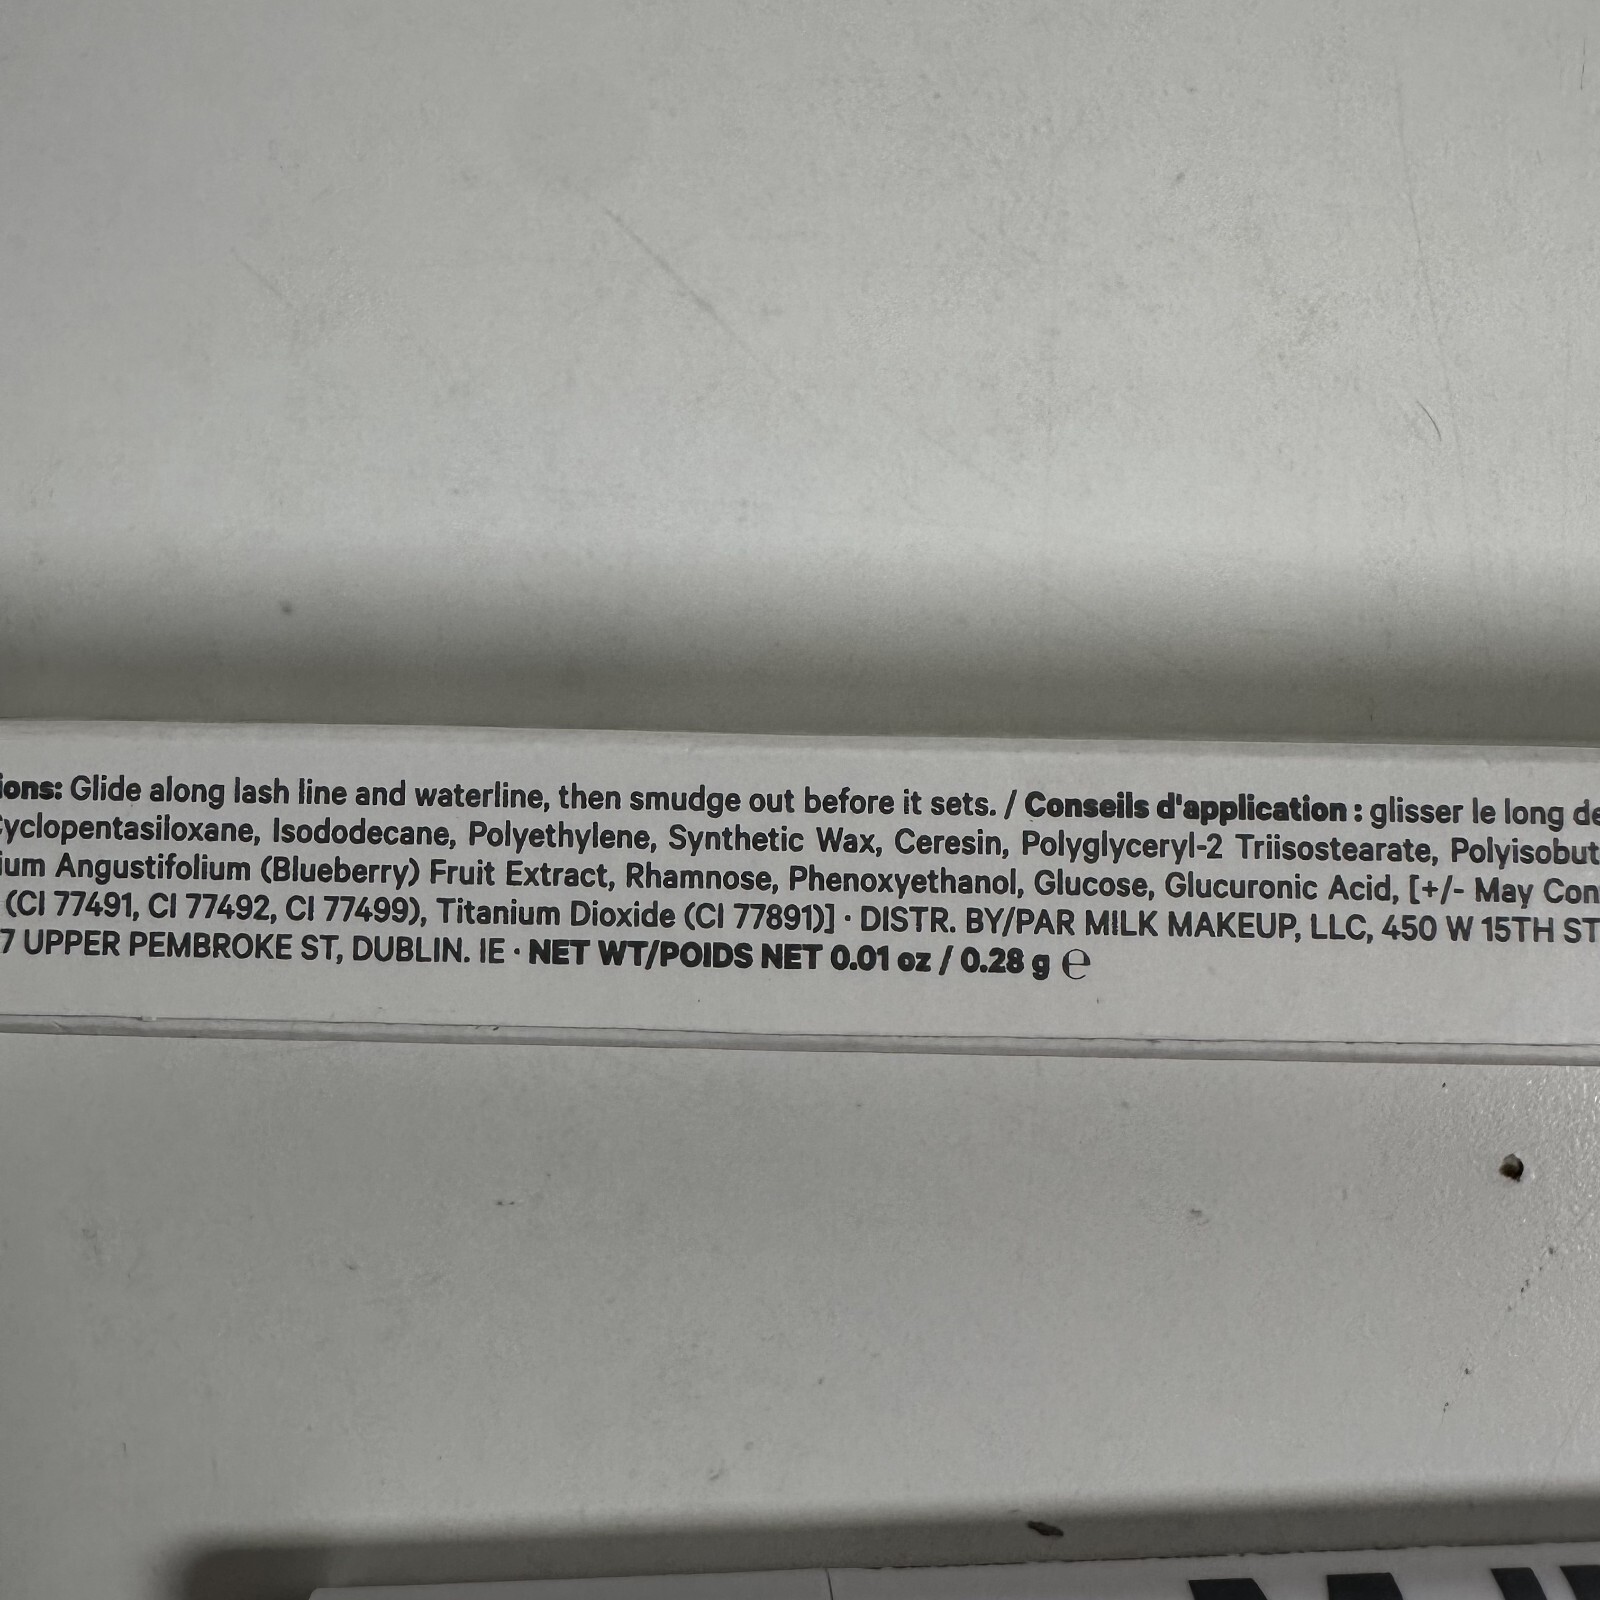 ions: Glide along lash line and waterline, then smudge out before it sets. / Conseils d'application : glisser le long de
Cyclopentasiloxane, Isododecane, Polyethylene, Synthetic Wax, Ceresin, Polyglyceryl-2 Triisostearate, Polyisobut
ium Angustifolium (Blueberry) Fruit Extract, Rhamnose, Phenoxyethanol, Glucose, Glucuronic Acid, [+/- May Con
(CI 77491, CI 77492, CI 77499), Titanium Dioxide (CI 77891)] · DISTR. BY/PAR MILK MAKEUP, LLC, 450 W 15TH ST
7 UPPER PEMBROKE ST, DUBLIN. IE · NET WT/POIDS NET 0.01 oz / 0.28 g ℮